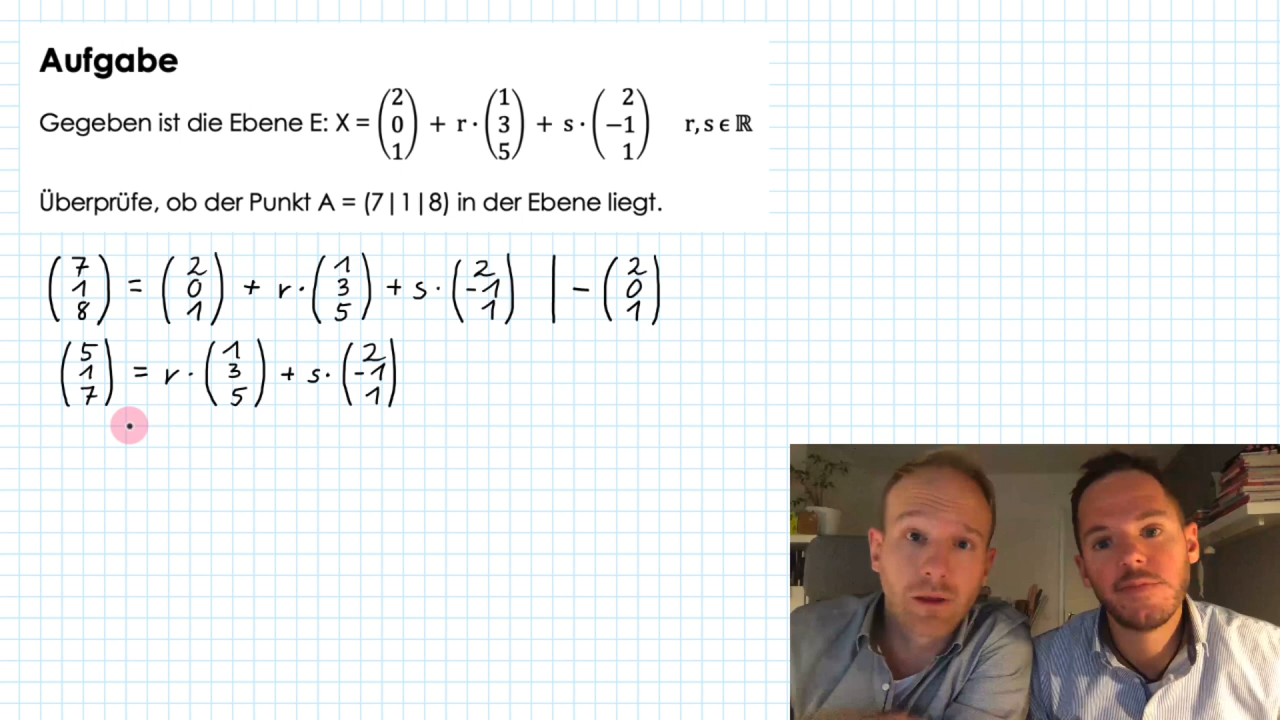 Aufgabe
Gegeben ist die Ebene E: X = (2 0 1) + r · (1 3 5) + s · (2 −1 1) r, s ϵ ℝ
Überprüfe, ob der Punkt A = (7 | 1 | 8) in der Ebene liegt.
(7 1 8) = (2 0 1) + r · (1 3 5) + s · (2 -1 1) | - (2 0 1)
(5 1 7) = r · (1 3 5) + s · (2 -1 1)